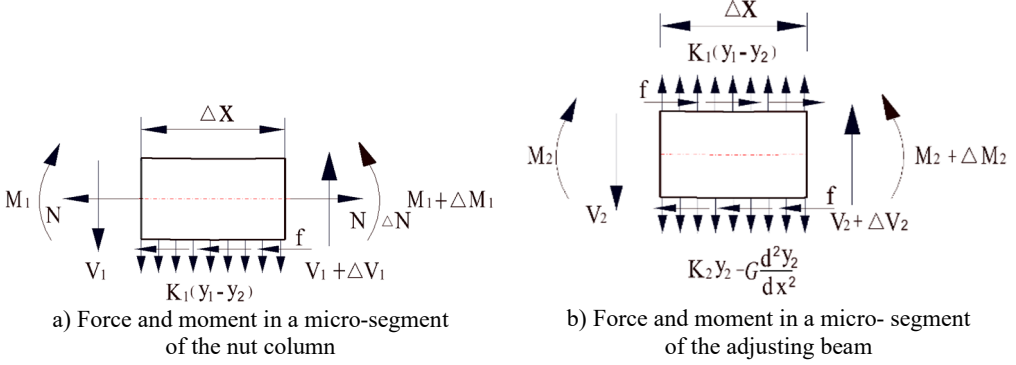 △X
K₁(y₁-y₂)
f
M₂
M₂ +△M₂
f
V₂
V₂+△V₂
K₂y₂-G d²y₂/dx²
△X
M₁
N
N
△N
M₁+△M₁
f
V₁
V₁+△V₁
K₁(y₁-y₂)
a) Force and moment in a micro-segment
of the nut column
b) Force and moment in a micro- segment
of the adjusting beam